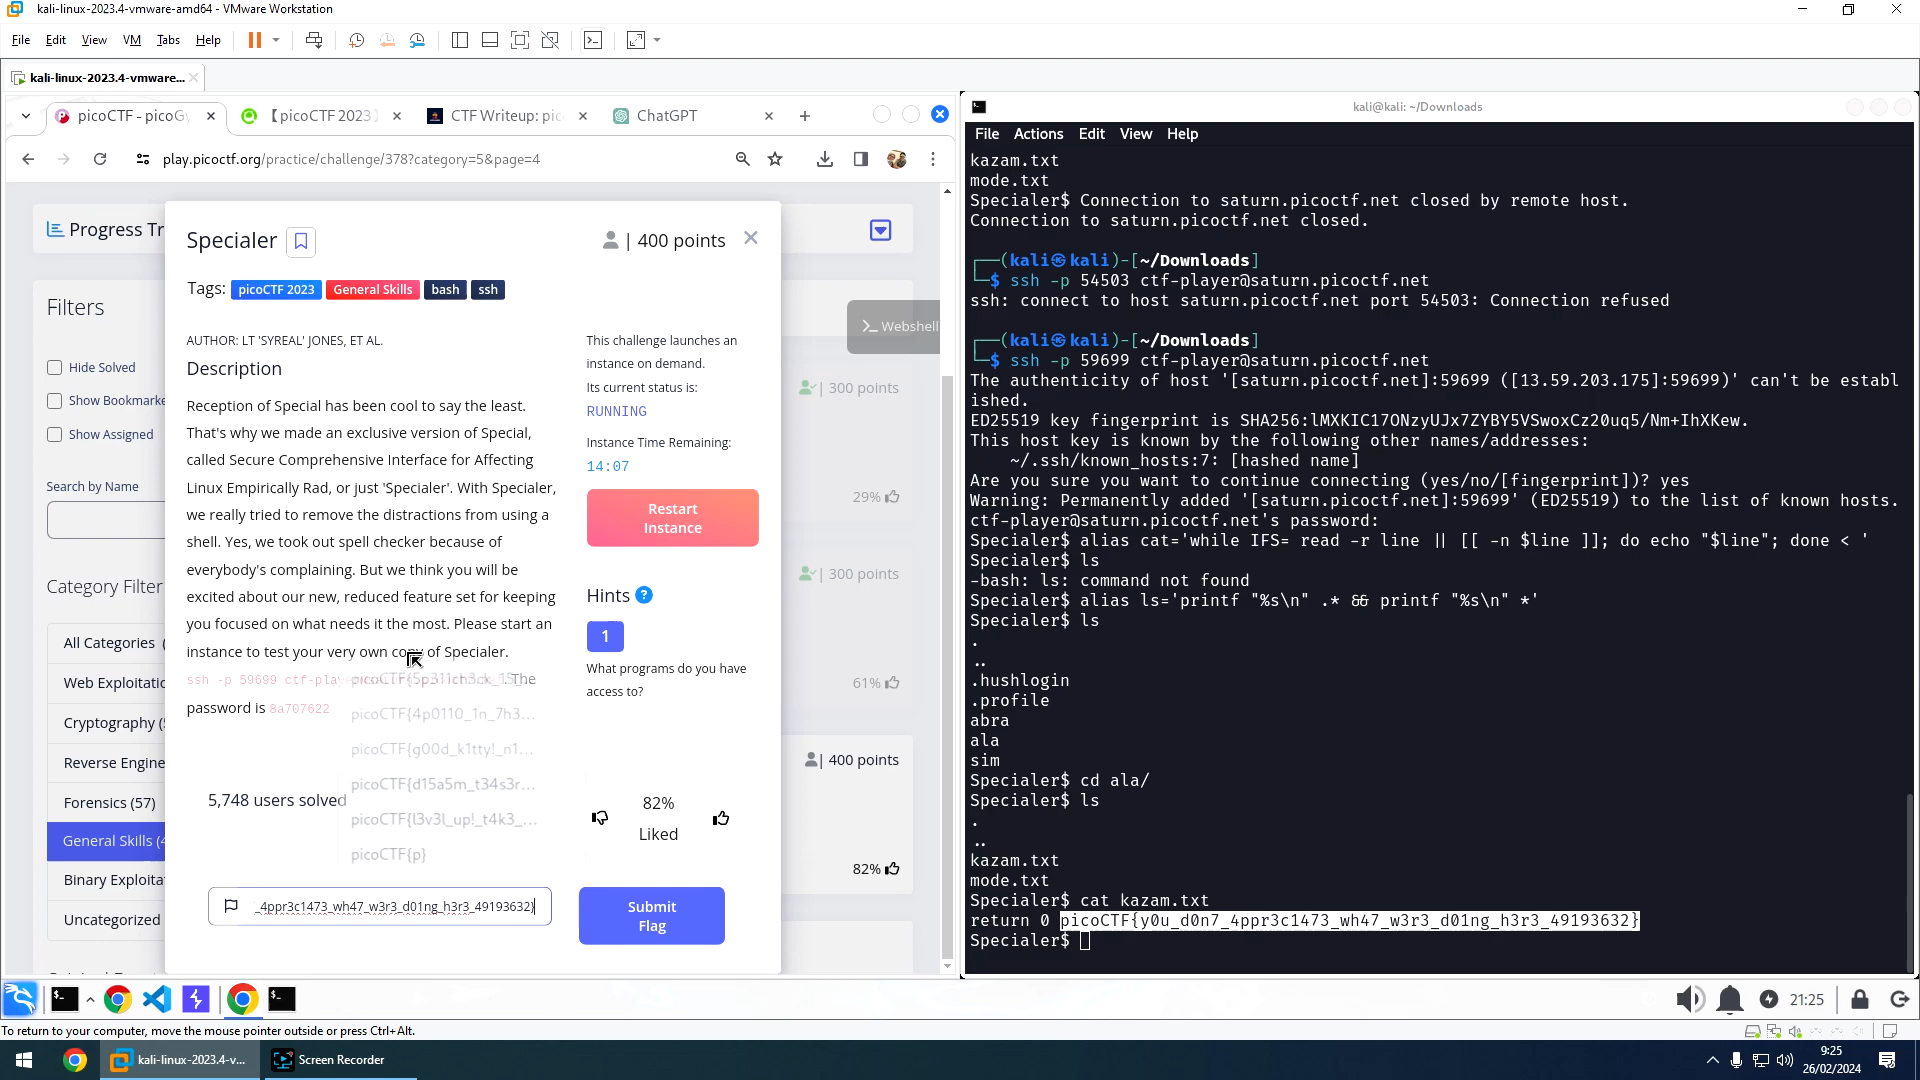 kali-linux-2023.4-vmware-amd64 - VMware Workstation
File Edit View VM Tabs Help
kali-linux-2023.4-vmware...
picoCTF - picoGy
【picoCTF 2023】
CTF Writeup: pic
ChatGPT
play.picoctf.org/practice/challenge/378?category=5&page=4
Progress Tr
Filters
Hide Solved
Show Bookmarke
Show Assigned
Search by Name
Category Filter
All Categories
Web Exploitatio
Cryptography
Reverse Engine
Forensics (57)
General Skills (4
Binary Exploitat
Uncategorized
Specialer
| 400 points
Tags: picoCTF 2023 General Skills bash ssh
AUTHOR: LT 'SYREAL' JONES, ET AL.
Description
Reception of Special has been cool to say the least.
That's why we made an exclusive version of Special,
called Secure Comprehensive Interface for Affecting
Linux Empirically Rad, or just 'Specialer'. With Specialer,
we really tried to remove the distractions from using a
shell. Yes, we took out spell checker because of
everybody's complaining. But we think you will be
excited about our new, reduced feature set for keeping
you focused on what needs it the most. Please start an
instance to test your very own copy of Specialer.
ssh -p 59699 ctf-pla . The
password is 8a707622
picoCTF{5p311ch3ck_15_...
picoCTF{4p0110_1n_7h3...
picoCTF{g00d_k1tty!_n1...
picoCTF{d15a5m_t34s3r...
picoCTF{l3v3l_up!_t4k3_...
picoCTF{p}
5,748 users solved
_4ppr3c1473_wh47_w3r3_d01ng_h3r3_49193632}
This challenge launches an
instance on demand.
Its current status is:
RUNNING
Instance Time Remaining:
14:07
Restart
Instance
Hints ?
1
What programs do you have
access to?
82%
Liked
Submit
Flag
Webshell
| 300 points
29%
| 300 points
61%
| 400 points
82%
kali@kali: ~/Downloads
File Actions Edit View Help
kazam.txt
mode.txt
Specialer$ Connection to saturn.picoctf.net closed by remote host.
Connection to saturn.picoctf.net closed.
┌──(kali㉿kali)-[~/Downloads]
└─$ ssh -p 54503 ctf-player@saturn.picoctf.net
ssh: connect to host saturn.picoctf.net port 54503: Connection refused
┌──(kali㉿kali)-[~/Downloads]
└─$ ssh -p 59699 ctf-player@saturn.picoctf.net
The authenticity of host '[saturn.picoctf.net]:59699 ([13.59.203.175]:59699)' can't be establ
ished.
ED25519 key fingerprint is SHA256:lMXKIC17ONzyUJx7ZYBY5VSwoxCz20uq5/Nm+IhXKew.
This host key is known by the following other names/addresses:
~/.ssh/known_hosts:7: [hashed name]
Are you sure you want to continue connecting (yes/no/[fingerprint])? yes
Warning: Permanently added '[saturn.picoctf.net]:59699' (ED25519) to the list of known hosts.
ctf-player@saturn.picoctf.net's password:
Specialer$ alias cat='while IFS= read -r line || [[ -n $line ]]; do echo "$line"; done < '
Specialer$ ls
-bash: ls: command not found
Specialer$ alias ls='printf "%s\n" .* && printf "%s\n" *'
Specialer$ ls
.
..
.hushlogin
.profile
abra
ala
sim
Specialer$ cd ala/
Specialer$ ls
.
..
kazam.txt
mode.txt
Specialer$ cat kazam.txt
return 0 picoCTF{y0u_d0n7_4ppr3c1473_wh47_w3r3_d01ng_h3r3_49193632}
Specialer$
21:25
To return to your computer, move the mouse pointer outside or press Ctrl+Alt.
kali-linux-2023.4-v...
Screen Recorder
9:25
26/02/2024